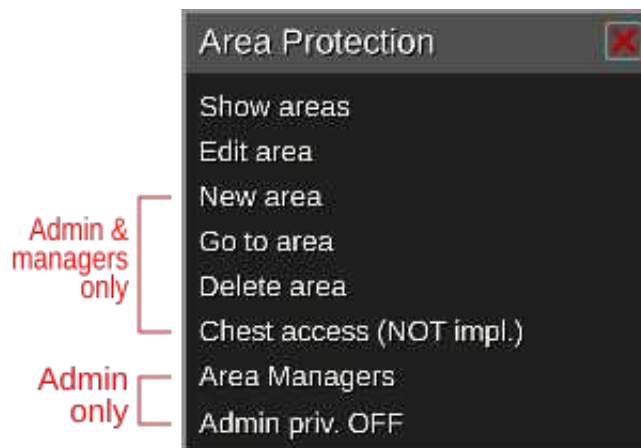 Area Protection
Show areas
Edit area
New area
Go to area
Delete area
Chest access (NOT impl.)
Area Managers
Admin priv. OFF
Admin &
managers
only
Admin
only